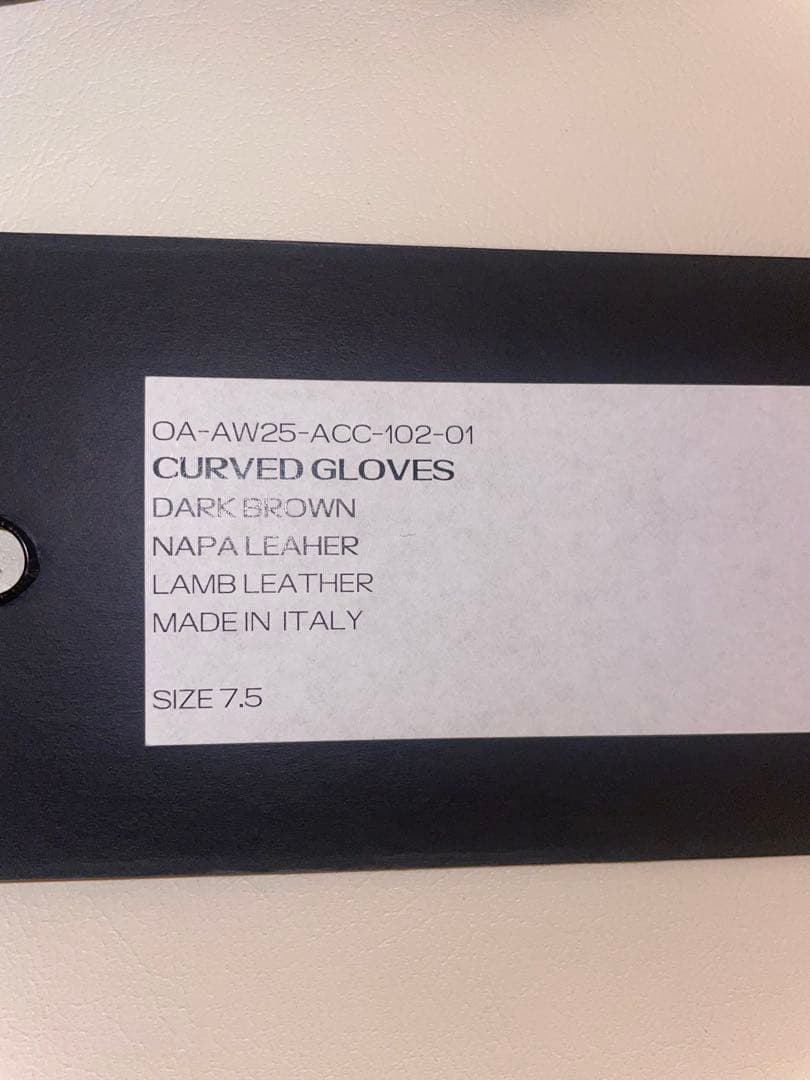 OA-AW25-ACC-102-01
CURVED GLOVES
DARK BROWN
NAPA LEAHER
LAMB LEATHER
MADE IN ITALY
SIZE 7.5